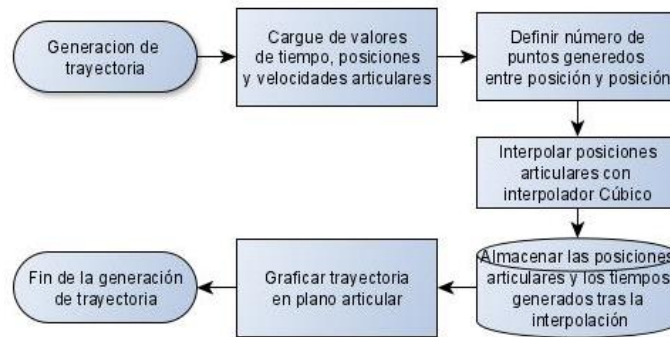 Generacion de
trayectoria
Cargue de valores
de tiempo, posiciones
y velocidades articulares
Definir número de
puntos generedos
entre posición y posición
Interpolar posiciones
articulares con
interpolador Cúbico
Almacenar las posiciones
articulares y los tiempos
generados tras la
interpolación
Graficar trayectoria
en plano articular
Fin de la generación
de trayectoria